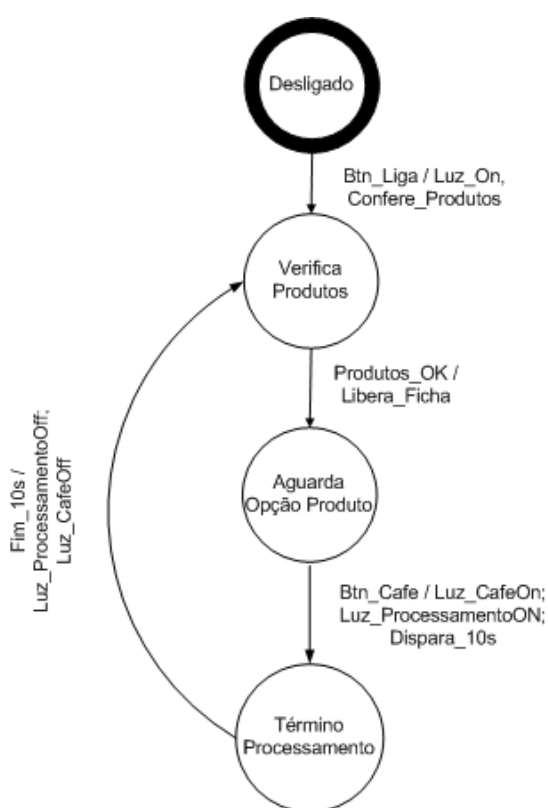 Desligado
Btn_Liga / Luz_On,
Confere_Produtos
Verifica
Produtos
Produtos_OK /
Libera_Ficha
Fim_10s /
Luz_ProcessamentoOff;
Luz_CafeOff
Aguarda
Opção Produto
Btn_Cafe / Luz_CafeOn;
Luz_ProcessamentoON;
Dispara_10s
Término
Processamento